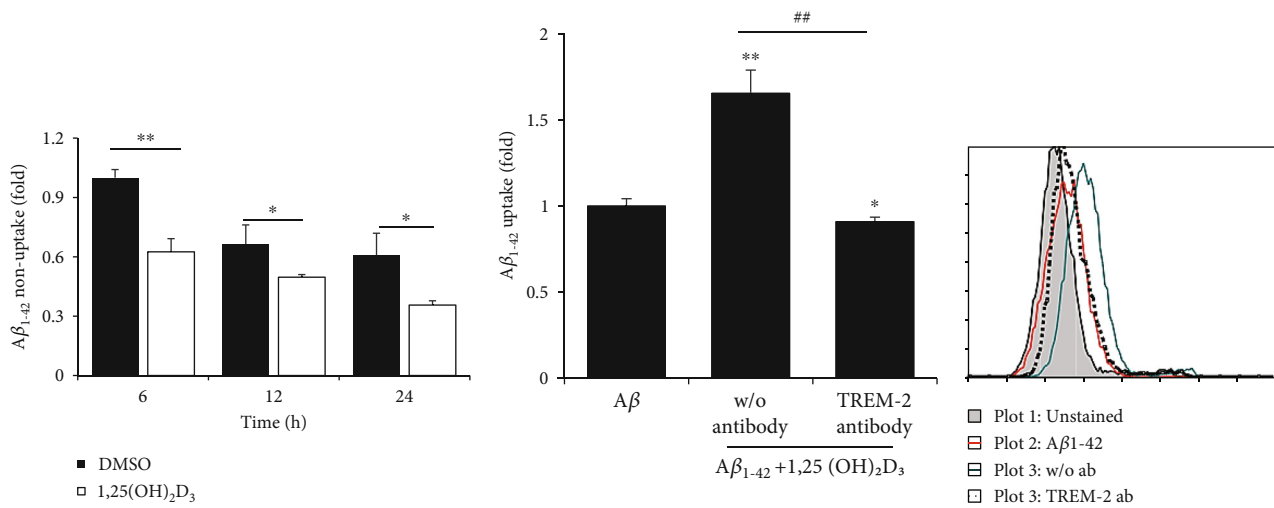 Aβ₁₋₄₂ non-uptake (fold)
1.2
0.9
0.6
0.3
0
**
*
*
6 12 24
Time (h)
DMSO
1,25(OH)₂D₃
Aβ₁₋₄₂ uptake (fold)
2
1.5
1
0.5
0
##
**
*
Aβ w/o TREM-2
antibody antibody
Aβ₁₋₄₂ +1,25 (OH)₂D₃
Plot 1: Unstained
Plot 2: Aβ1-42
Plot 3: w/o ab
Plot 3: TREM-2 ab